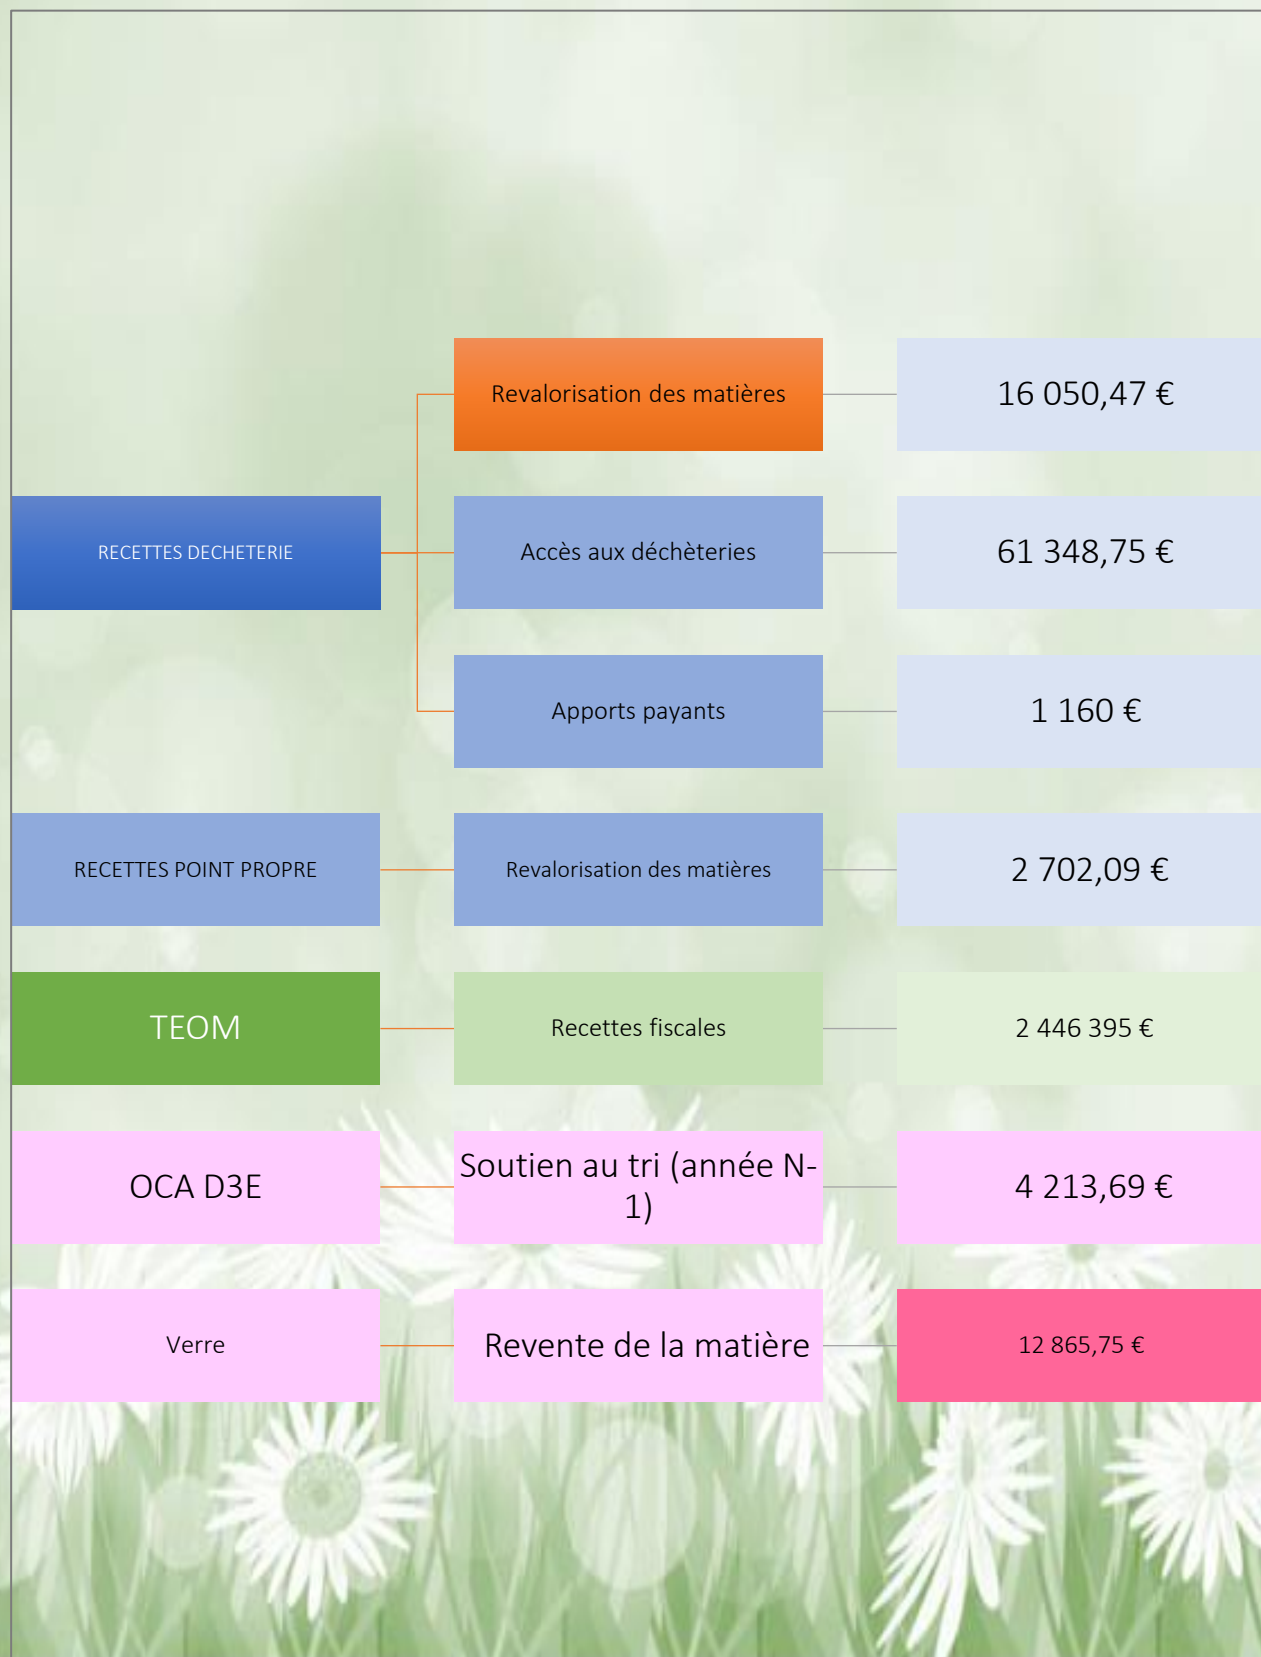 RECETTES DECHETERIE
Revalorisation des matières
16 050,47 €
Accès aux déchèteries
61 348,75 €
Apports payants
1 160 €
RECETTES POINT PROPRE
Revalorisation des matières
2 702,09 €
TEOM
Recettes fiscales
2 446 395 €
OCA D3E
Soutien au tri (année N-
1)
4 213,69 €
Verre
Revente de la matière
12 865,75 €